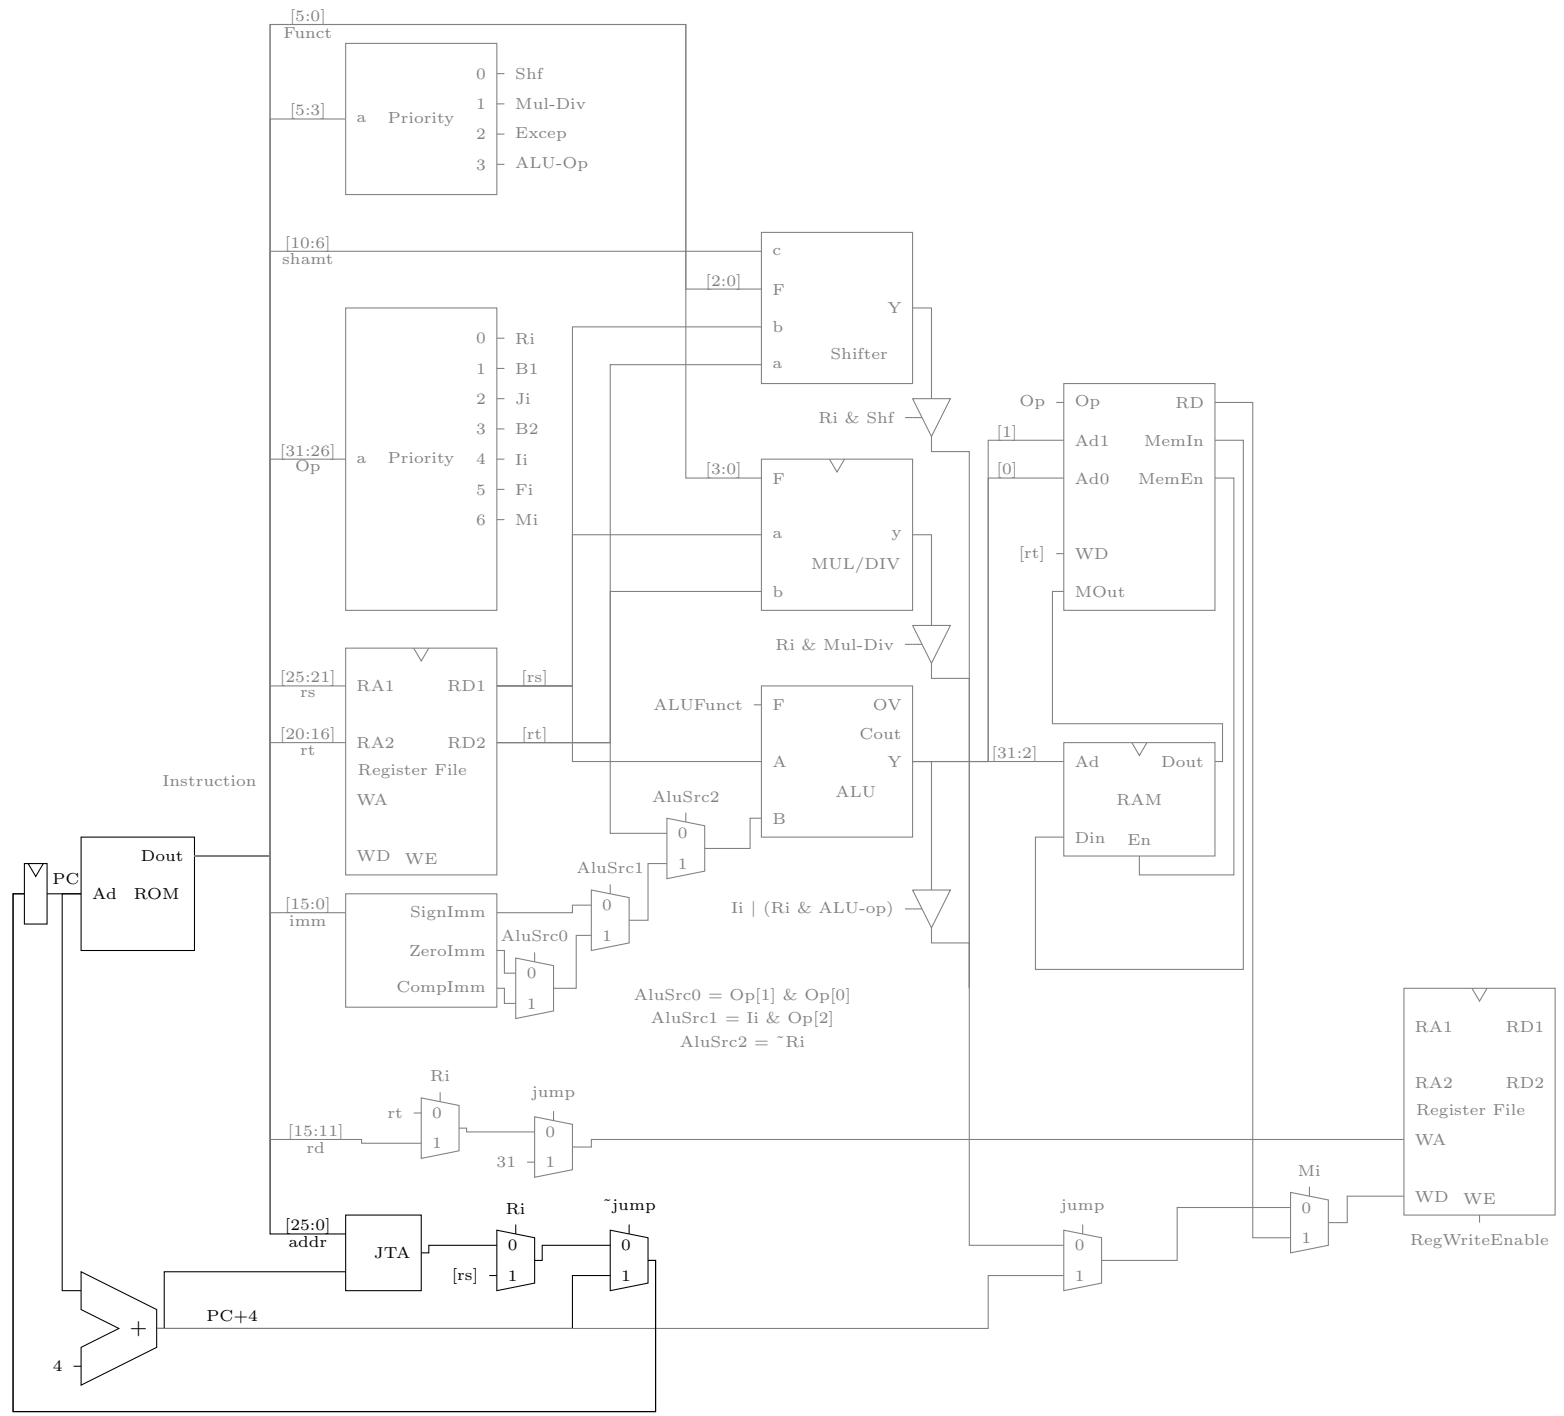 [5:0]
Funct
0 Shf
[5:3]
a Priority
1 Mul-Div
2 Excep
3 ALU-Op
[10:6]
shamt
c
[2:0]
F
Y
b
Shifter
a
0 Ri
1 B1
2 Ji
3 B2
[31:26]
Op
a Priority
4 Ii
5 Fi
6 Mi
Ri & Shf
Op
Op RD
[1]
Ad1 MemIn
[0]
Ad0 MemEn
[rt]
WD
MOut
[3:0]
F
a y
MUL/DIV
b
Ri & Mul-Div
[25:21]
rs
RA1 RD1
[rs]
[20:16]
rt
RA2 RD2
[rt]
Register File
WA
WD WE
Instruction
ALUFunct
F OV
Cout
A Y
ALU
B
[31:2]
Ad Dout
RAM
Din En
AluSrc2
0
1
AluSrc1
0
1
AluSrc0
0
1
Dout
PC
Ad ROM
[15:0]
imm
SignImm
ZeroImm
CompImm
Ii | (Ri & ALU-op)
AluSrc0 = Op[1] & Op[0]
AluSrc1 = Ii & Op[2]
AluSrc2 = ~Ri
RA1 RD1
RA2 RD2
Register File
WA
WD WE
RegWriteEnable
Ri
rt 0
1
jump
0
31 1
[15:11]
rd
Mi
0
1
jump
0
1
[25:0]
addr
JTA
Ri
0
[rs] 1
~jump
0
1
PC+4
+
4